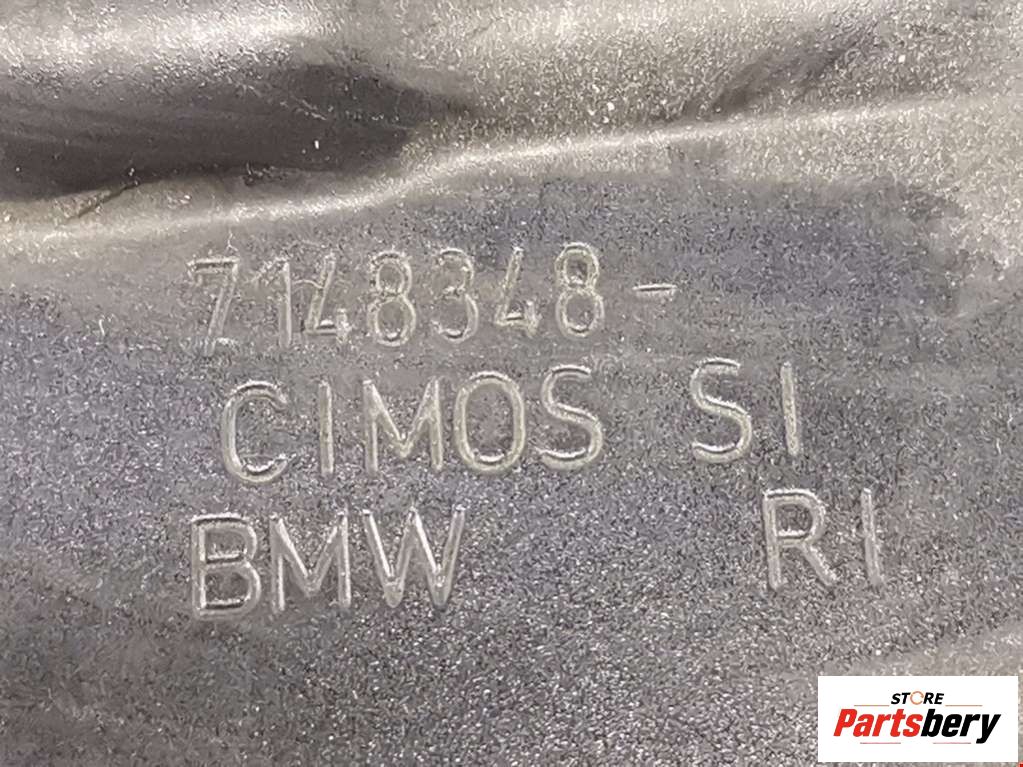 7148348-
CIMOS SI
BMW RI
STORE
Partsbery